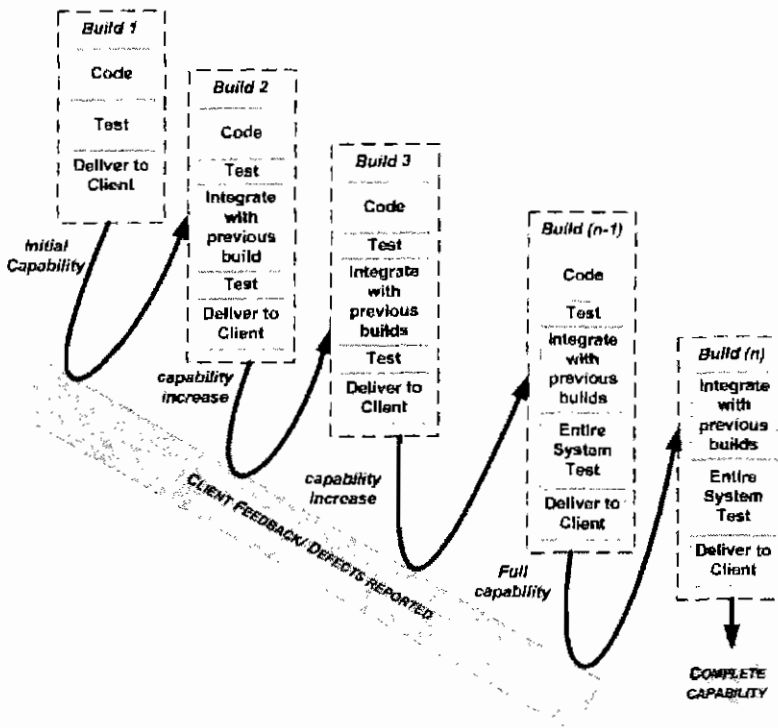 Build 1
Code
Test
Deliver to
Client
Initial
Capability
Build 2
Code
Test
Integrate
with
previous
build
Test
Deliver to
Client
capability
increase
Build 3
Code
Test
Integrate
with
previous
builds
Test
Deliver to
Client
capability
increase
Build (n-1)
Code
Test
Integrate
with
previous
builds
Entire
System
Test
Deliver to
Client
Full
capability
Build (n)
Integrate
with
previous
builds
Entire
System
Test
Deliver to
Client
COMPLETE
CAPABILITY
CLIENT FEEDBACK/ DEFECTS REPORTED